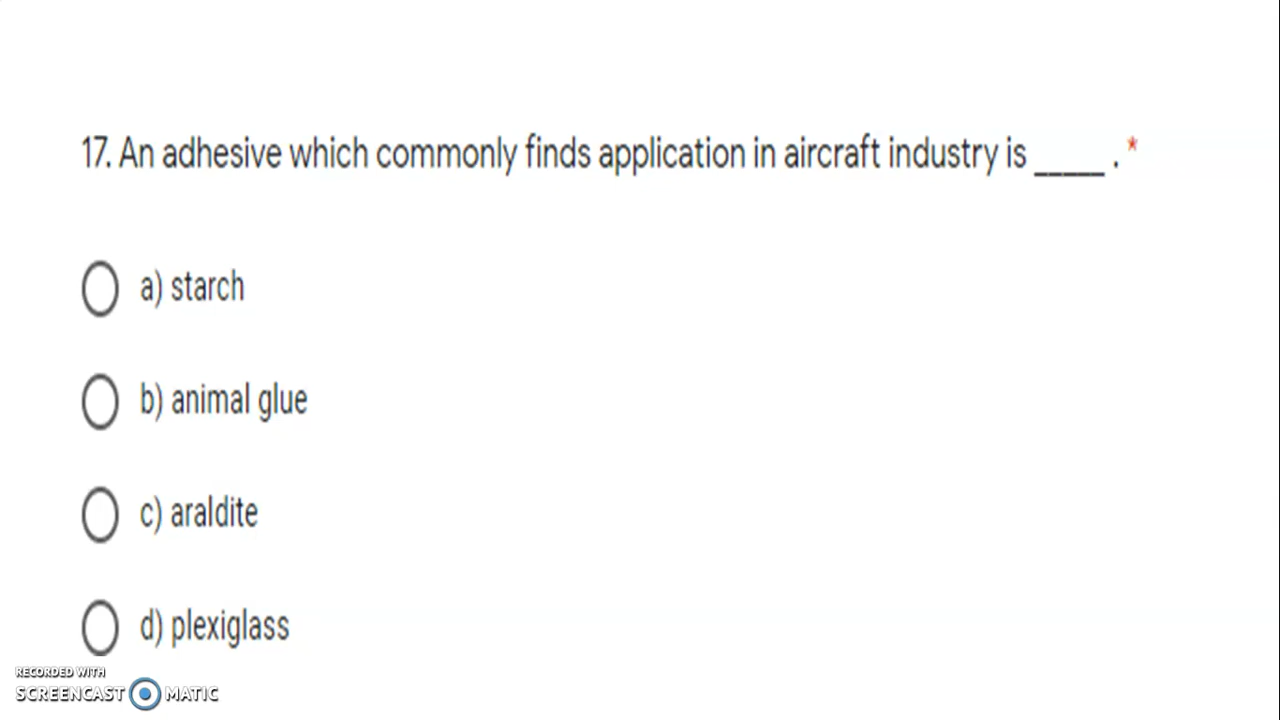 17. An adhesive which commonly finds application in aircraft industry is _____ . *
a) starch
b) animal glue
c) araldite
d) plexiglass
RECORDED WITH
SCREENCAST MATIC